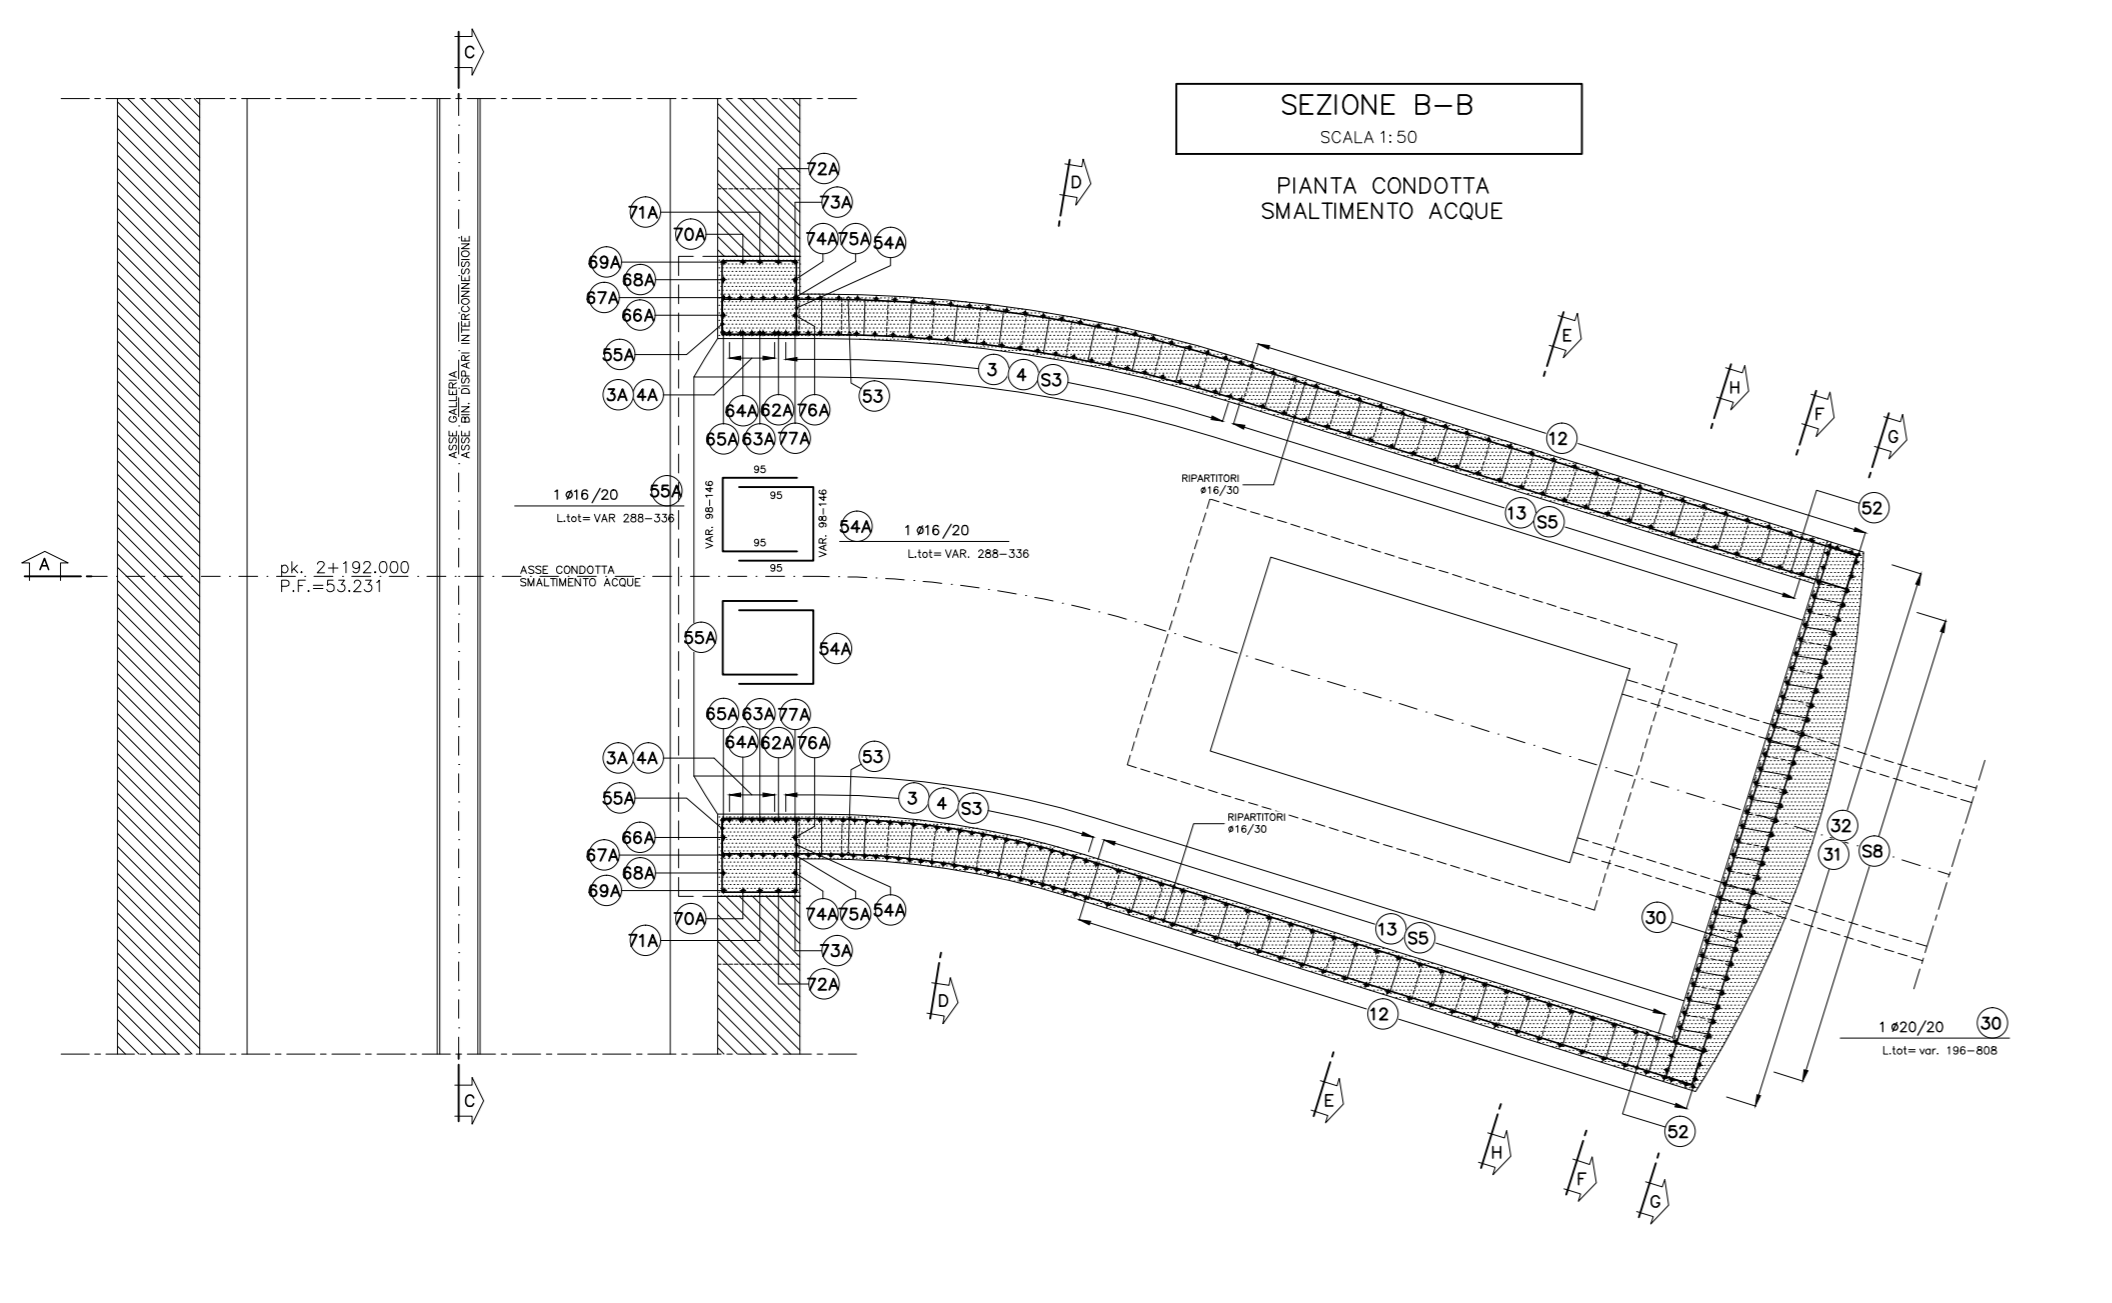 C
SEZIONE B-B
SCALA 1:50
PIANTA CONDOTTA
SMALTIMENTO ACQUE
D
72A
73A
71A
70A
74A
75A
54A
69A
68A
67A
66A
55A
3A
4A
64A
62A
76A
65A
63A
77A
53
3
4
S3
E
H
F
G
12
ASSE GALLERIA
ASSE BIN. DISPARI INTERCONNESSIONE
RIPARTITORI
ø16/30
13
S5
52
1 ø16/20
55A
L.tot= VAR 288-336
95
95
VAR. 98-146
VAR. 98-146
95
95
54A
1 ø16/20
L.tot= VAR. 288-336
A
pk. 2+192.000
P.F.=53.231
ASSE CONDOTTA
SMALTIMENTO ACQUE
55A
54A
65A
63A
77A
64A
62A
76A
3A
4A
53
55A
3
4
S3
RIPARTITORI
ø16/30
66A
67A
68A
69A
70A
71A
74A
75A
54A
73A
72A
32
31
S8
30
13
S5
12
D
1 ø20/20
30
L.tot= var. 196-808
C
E
52
H
F
G